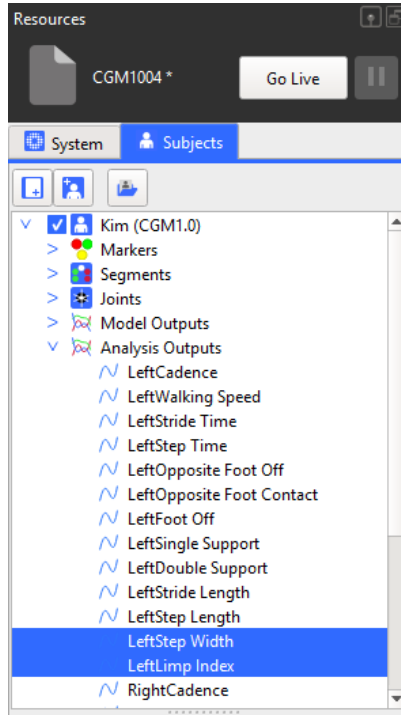 Resources
CGM1004 *
Go Live
System
Subjects
Kim (CGM1.0)
Markers
Segments
Joints
Model Outputs
Analysis Outputs
LeftCadence
LeftWalking Speed
LeftStride Time
LeftStep Time
LeftOpposite Foot Off
LeftOpposite Foot Contact
LeftFoot Off
LeftSingle Support
LeftDouble Support
LeftStride Length
LeftStep Length
LeftStep Width
LeftLimp Index
RightCadence